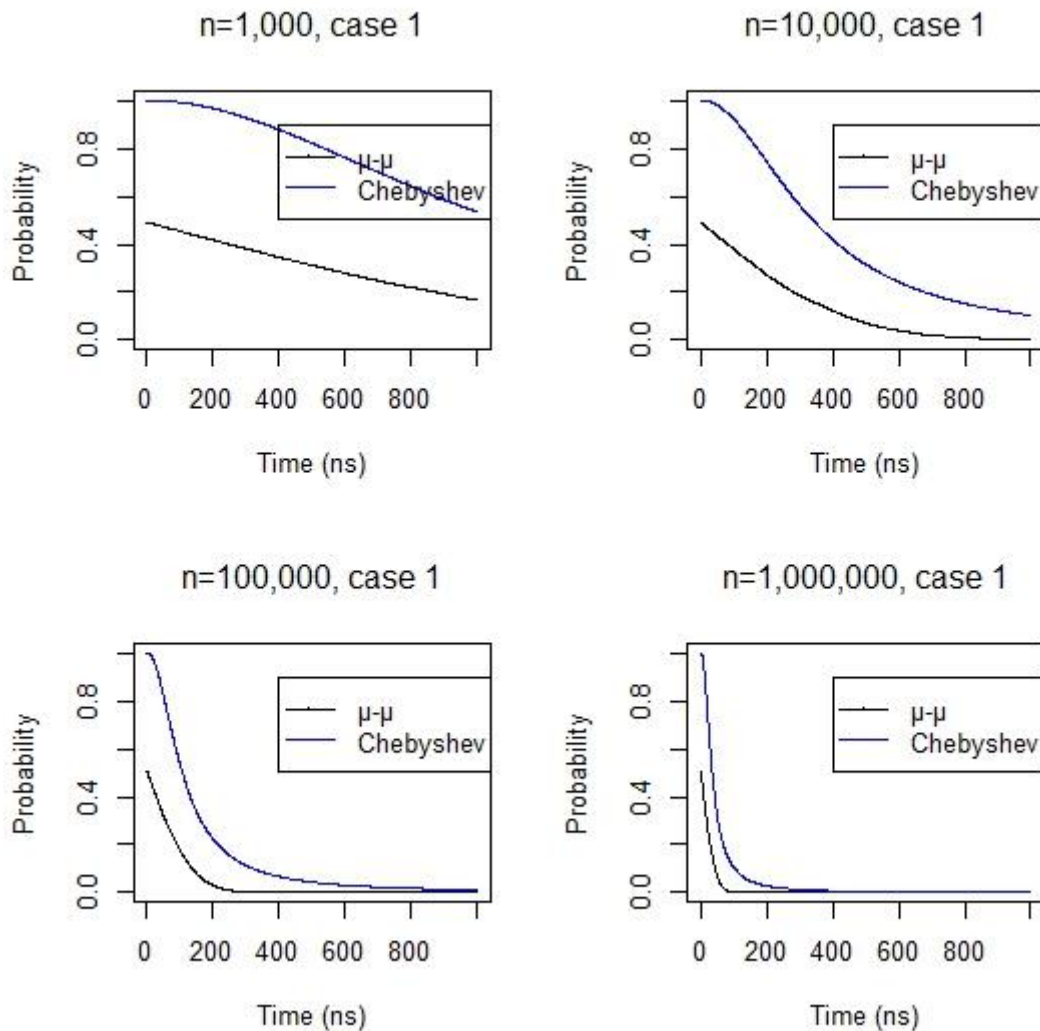 n=1,000, case 1
Probability
0.0 0.4 0.8
μ-μ
Chebyshev
0 200 400 600 800
Time (ns)
n=10,000, case 1
Probability
0.0 0.4 0.8
μ-μ
Chebyshev
0 200 400 600 800
Time (ns)
n=100,000, case 1
Probability
0.0 0.4 0.8
μ-μ
Chebyshev
0 200 400 600 800
Time (ns)
n=1,000,000, case 1
Probability
0.0 0.4 0.8
μ-μ
Chebyshev
0 200 400 600 800
Time (ns)